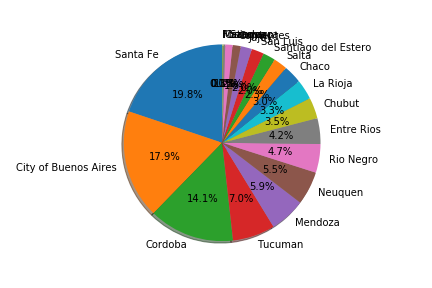 San Luis
Santiago del Estero
Salta
Chaco
La Rioja
Chubut
Entre Rios
Rio Negro
Neuquen
Mendoza
Tucuman
Cordoba
City of Buenos Aires
Santa Fe
19.8%
17.9%
14.1%
7.0%
5.9%
5.5%
4.7%
4.2%
3.5%
3.3%
3.0%